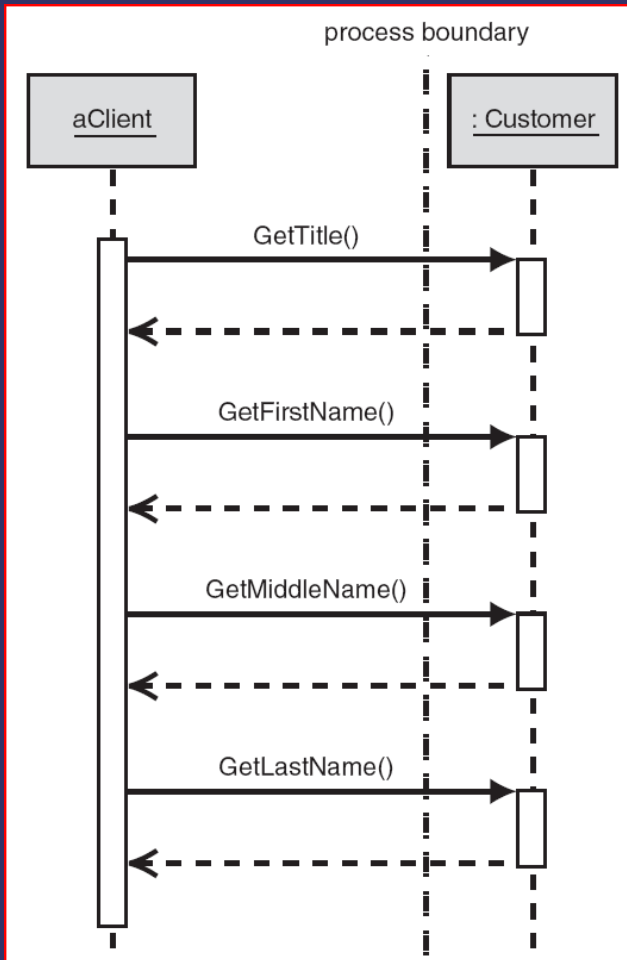 process boundary
aClient
: Customer
GetTitle()
GetFirstName()
GetMiddleName()
GetLastName()